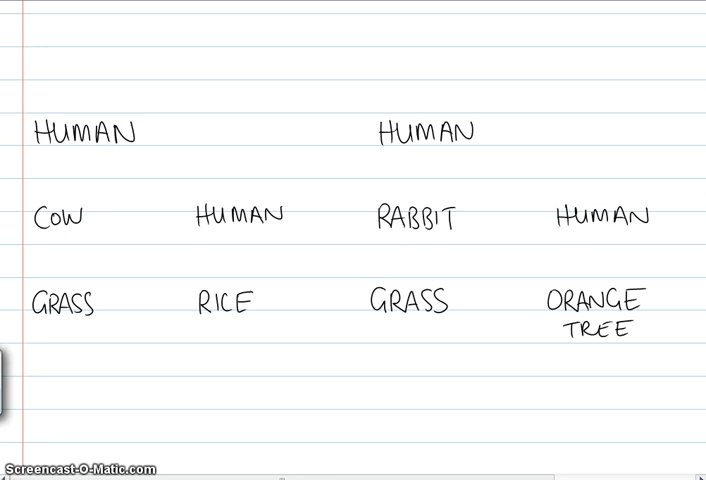 HUMAN HUMAN
COW HUMAN RABBIT HUMAN
GRASS RICE GRASS ORANGE
TREE
Screencast-O-Matic.com